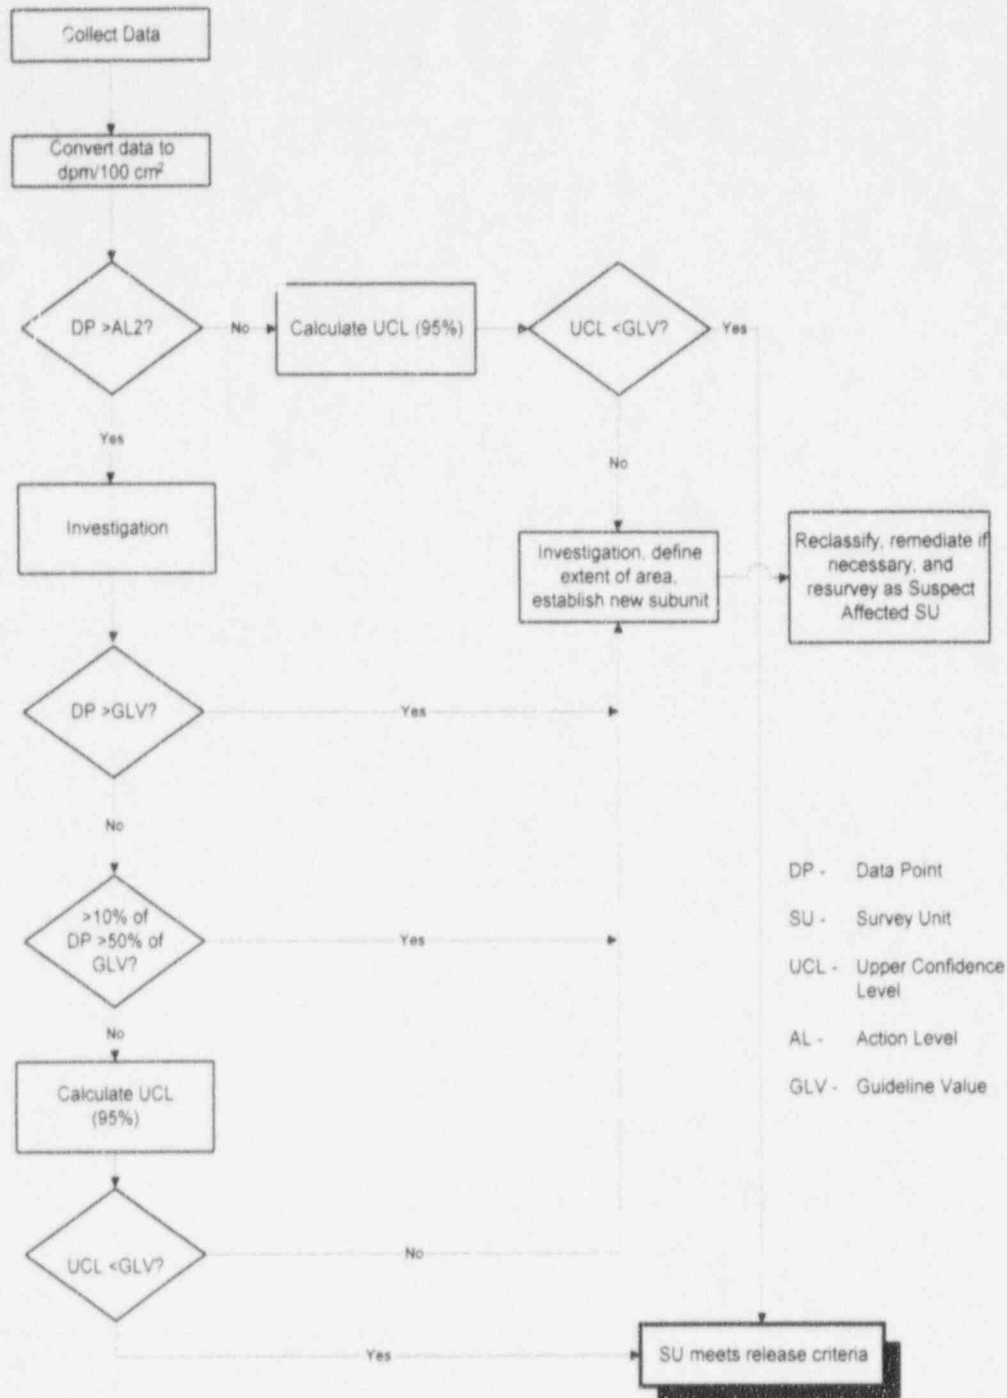 Collect Data
Convert data to
dpm/100 cm²
DP >AL2?
No
Calculate UCL (95%)
UCL <GLV?
Yes
Yes
No
Investigation
Investigation, define
extent of area,
establish new subunit
Reclassify, remediate if
necessary, and
resurvey as Suspect
Affected SU
DP >GLV?
Yes
No
>10% of
DP >50% of
GLV?
Yes
No
Calculate UCL
(95%)
UCL <GLV?
No
Yes
SU meets release criteria
DP - Data Point
SU - Survey Unit
UCL - Upper Confidence
Level
AL - Action Level
GLV - Guideline Value